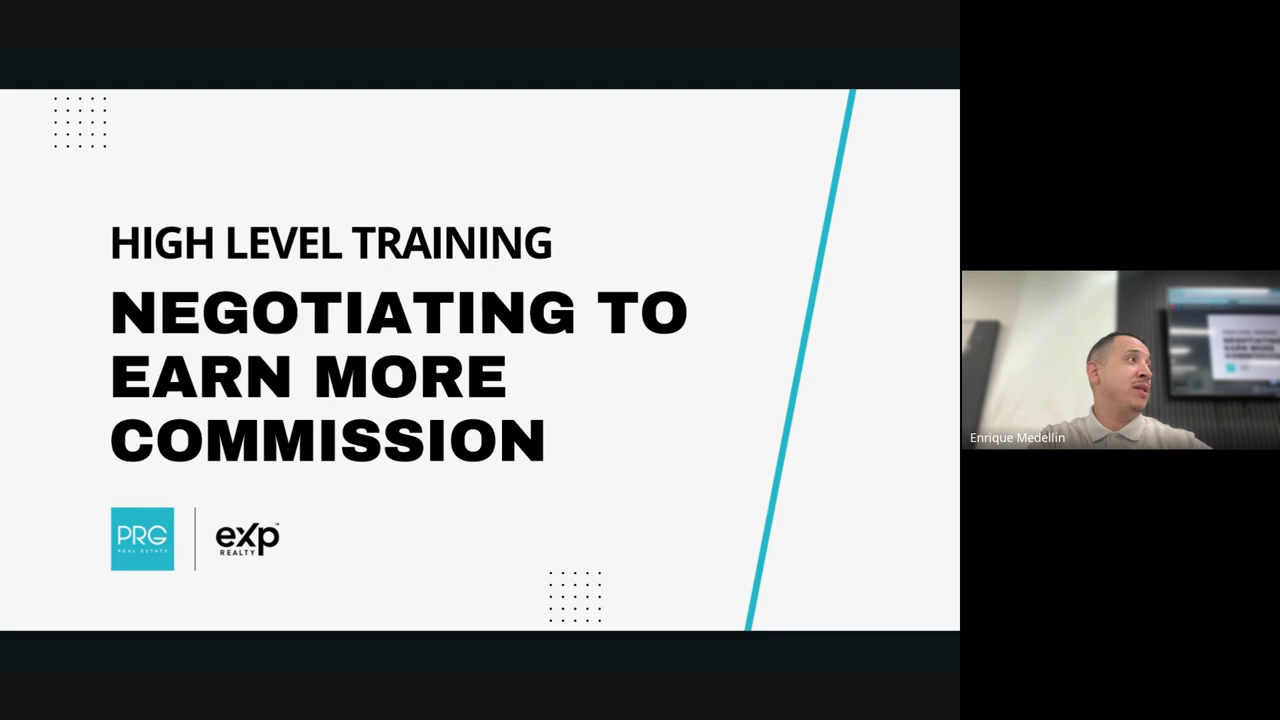 HIGH LEVEL TRAINING
NEGOTIATING TO
EARN MORE
COMMISSION
PRG
REAL ESTATE
eXp
REALTY
Enrique Medellin